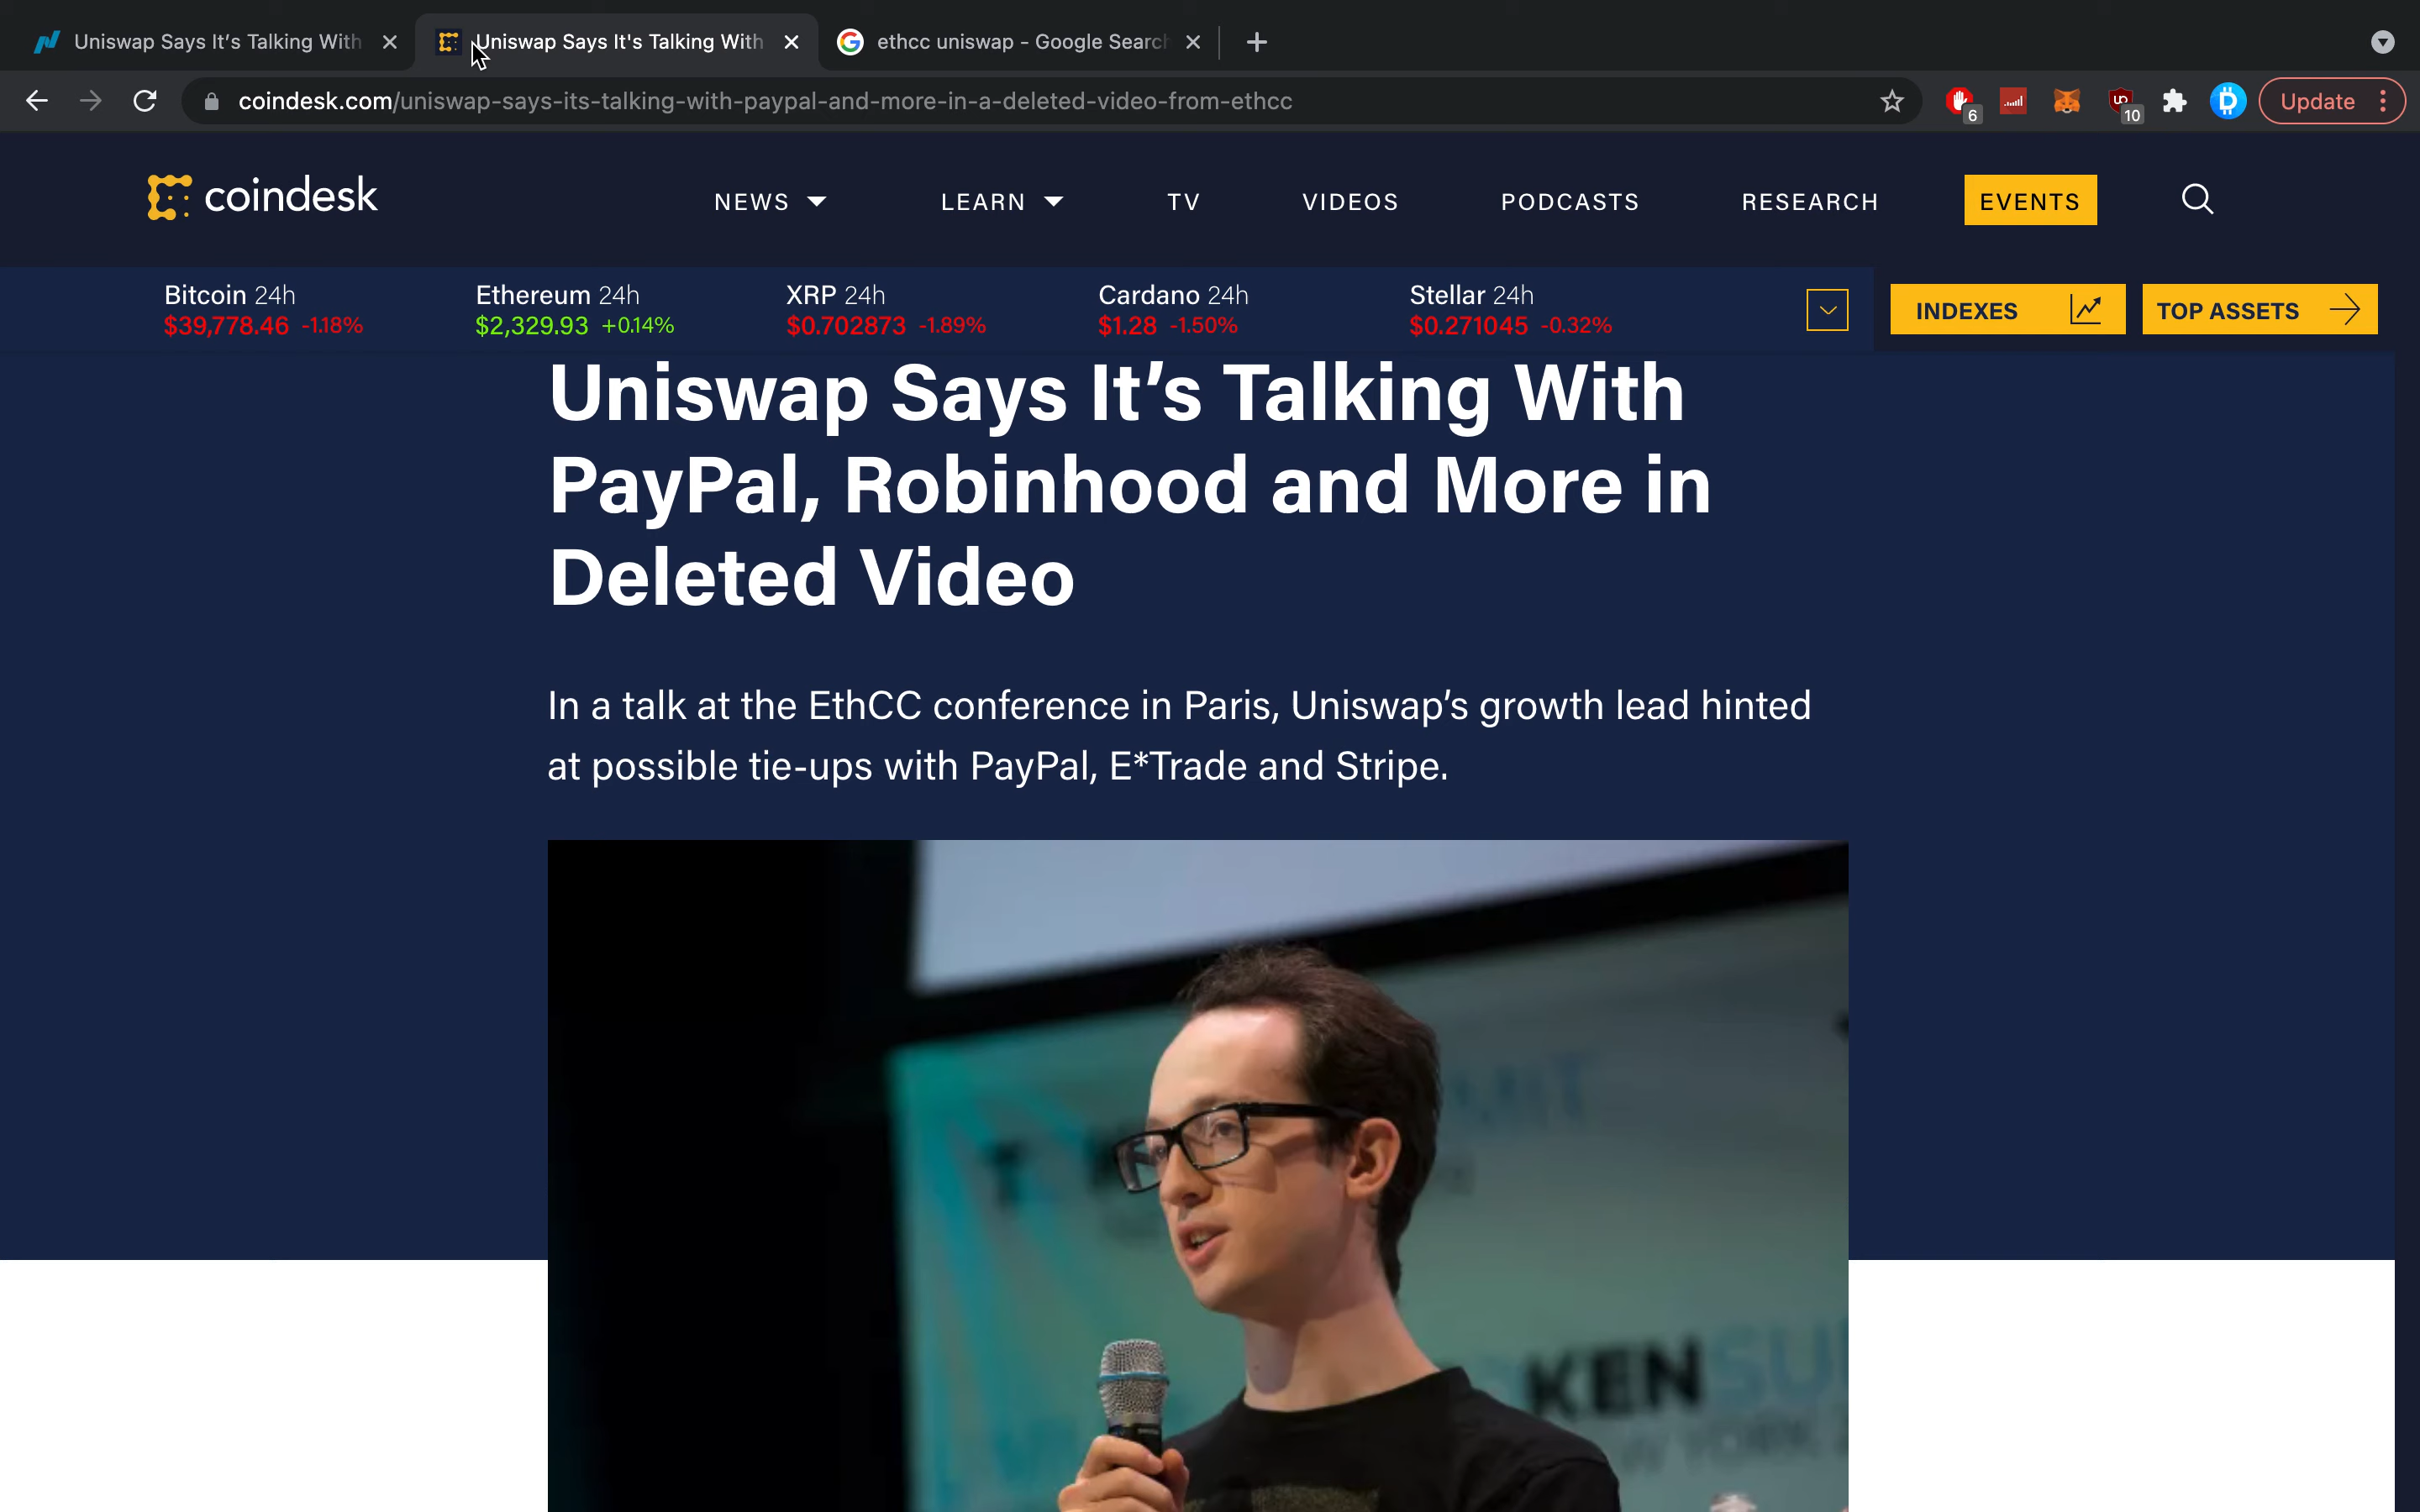 Uniswap Says It’s Talking With
Uniswap Says It's Talking With
ethcc uniswap - Google Search
coindesk.com/uniswap-says-its-talking-with-paypal-and-more-in-a-deleted-video-from-ethcc
6
10
Update
coindesk
NEWS
LEARN
TV
VIDEOS
PODCASTS
RESEARCH
EVENTS
Bitcoin 24h
$39,778.46 -1.18%
Ethereum 24h
$2,329.93 +0.14%
XRP 24h
$0.702873 -1.89%
Cardano 24h
$1.28 -1.50%
Stellar 24h
$0.271045 -0.32%
INDEXES
TOP ASSETS
Uniswap Says It’s Talking With
PayPal, Robinhood and More in
Deleted Video
In a talk at the EthCC conference in Paris, Uniswap’s growth lead hinted
at possible tie-ups with PayPal, E*Trade and Stripe.
KENSU